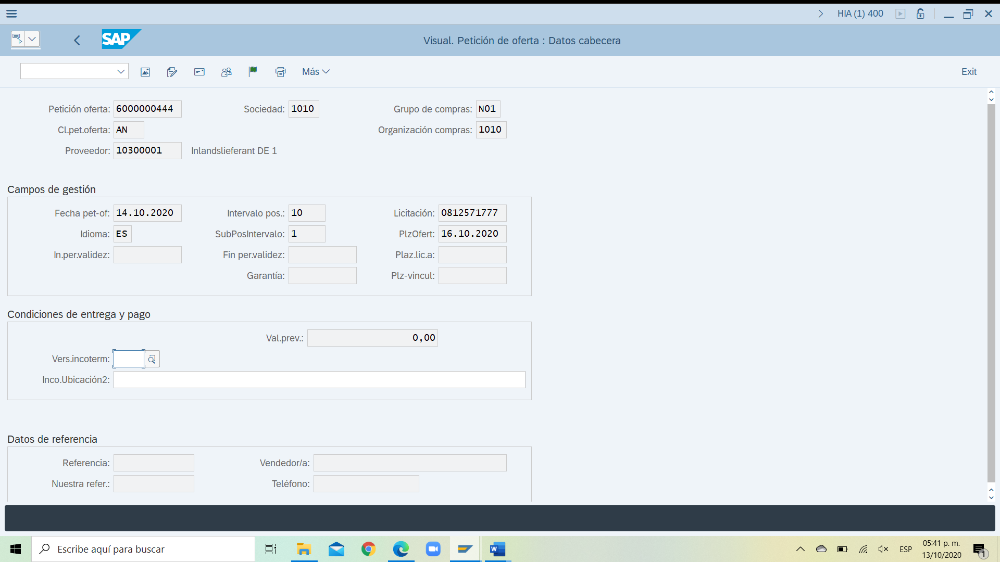 HIA (1) 400
SAP
Visual. Petición de oferta : Datos cabecera
Más
Exit
Petición oferta: 6000000444 Sociedad: 1010 Grupo de compras: N01
Cl.pet.oferta: AN Organización compras: 1010
Proveedor: 10300001 Inlandslieferant DE 1
Campos de gestión
Fecha pet-of: 14.10.2020 Intervalo pos.: 10 Licitación: 0812571777
Idioma: ES SubPosIntervalo: 1 PlzOfert: 16.10.2020
In.per.validez: Fin per.validez: Plaz.lic.a:
Garantía: Plz-vincul:
Condiciones de entrega y pago
Val.prev.: 0,00
Vers.incoterm:
Inco.Ubicación2:
Datos de referencia
Referencia: Vendedor/a:
Nuestra refer.: Teléfono:
Escribe aquí para buscar
W
ESP
05:41 p. m.
13/10/2020
1